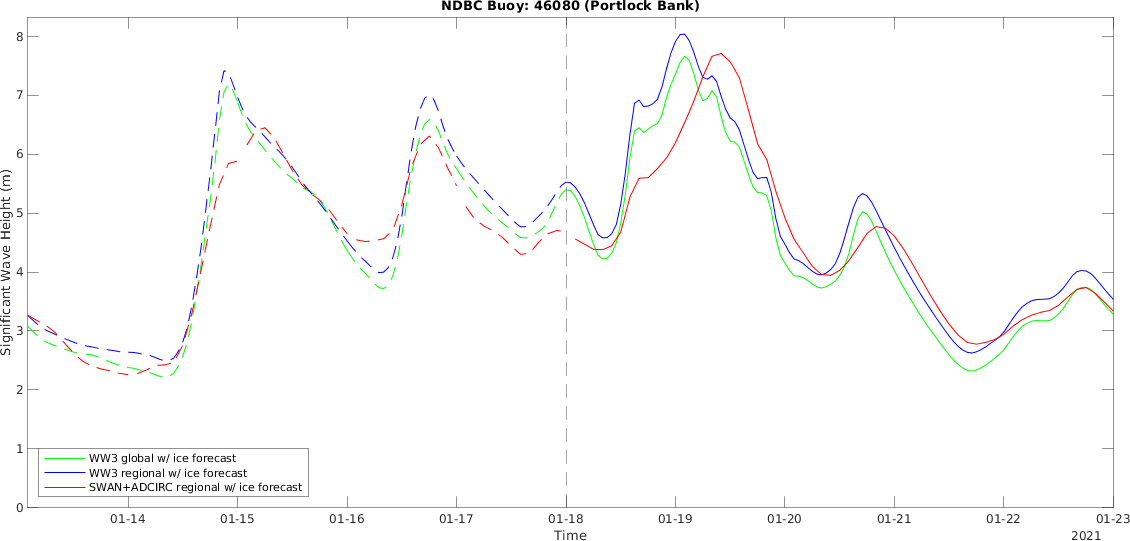 NDBC Buoy: 46080 (Portlock Bank)
8
7
6
5
4
3
2
1
0
Significant Wave Height (m)
WW3 global w/ ice forecast
WW3 regional w/ ice forecast
SWAN+ADCIRC regional w/ ice forecast
01-14 01-15 01-16 01-17 01-18 01-19 01-20 01-21 01-22 01-23
Time
2021